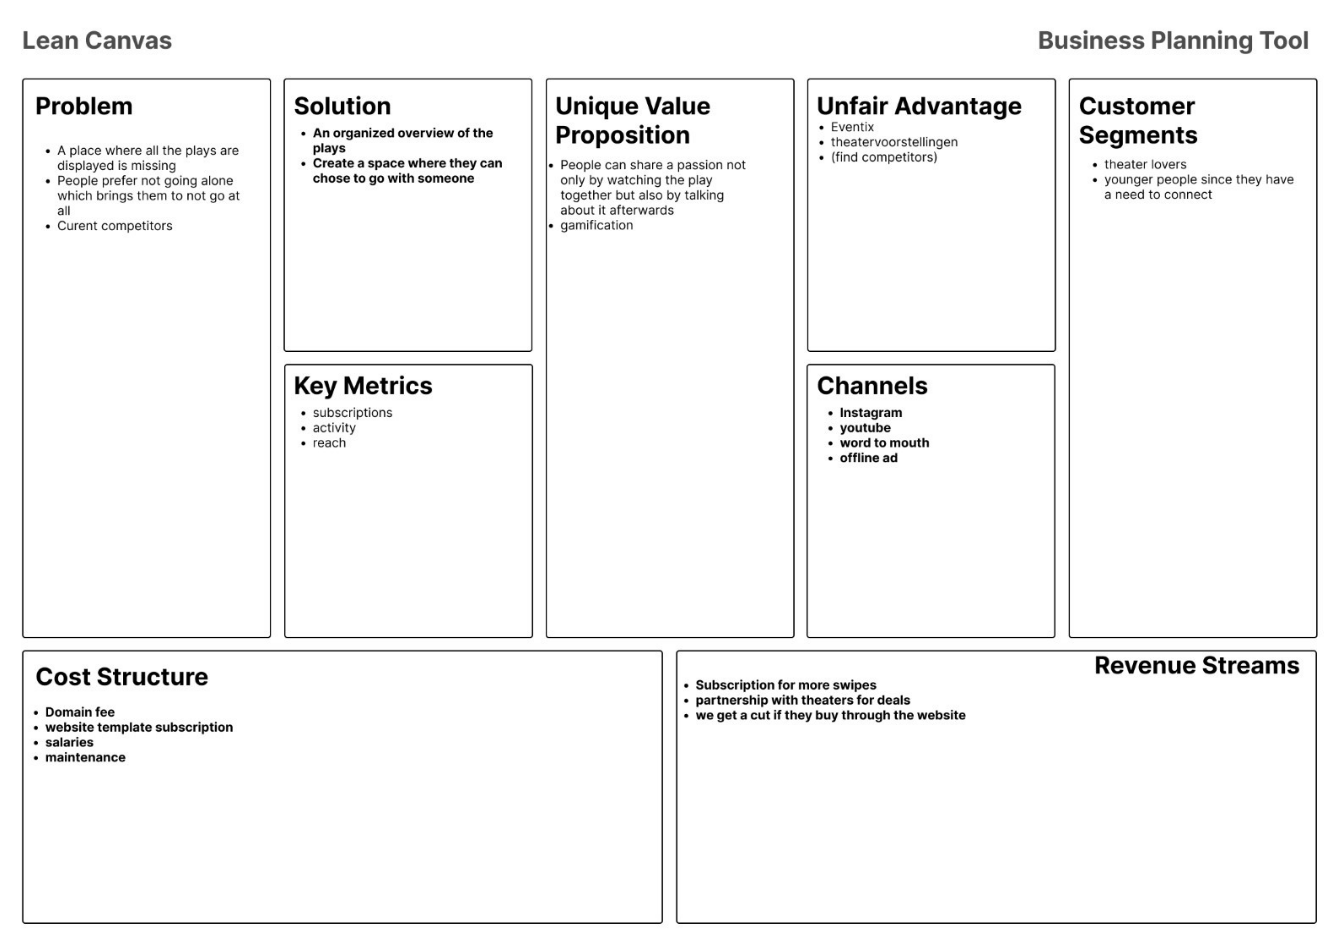 Lean Canvas
Business Planning Tool
Problem
• A place where all the plays are
displayed is missing
• People prefer not going alone
which brings them to not go at
all
• Curent competitors
Solution
• An organized overview of the
plays
• Create a space where they can
chose to go with someone
Key Metrics
• subscriptions
• activity
• reach
Unique Value
Proposition
• People can share a passion not
only by watching the play
together but also by talking
about it afterwards
• gamification
Unfair Advantage
• Eventix
• theatervoorstellingen
• (find competitors)
Channels
• Instagram
• youtube
• word to mouth
• offline ad
Customer
Segments
• theater lovers
• younger people since they have
a need to connect
Cost Structure
• Domain fee
• website template subscription
• salaries
• maintenance
Revenue Streams
• Subscription for more swipes
• partnership with theaters for deals
• we get a cut if they buy through the website